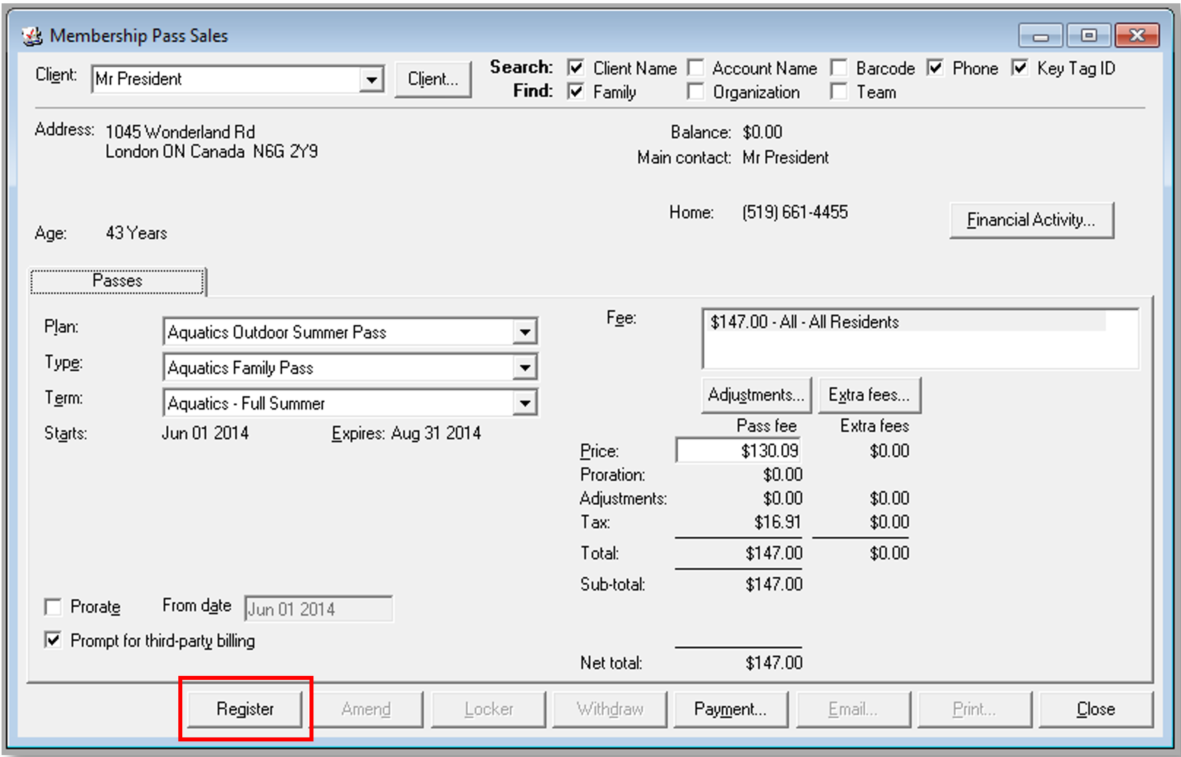 Membership Pass Sales
Client: Mr President Client... Search: Client Name Account Name Barcode Phone Key Tag ID
Find: Family Organization Team
Address: 1045 Wonderland Rd Balance: $0.00
London ON Canada N6G 2Y9 Main contact: Mr President
Home: (519) 661-4455 Financial Activity...
Age: 43 Years
Passes
Plan: Aquatics Outdoor Summer Pass Fee: $147.00 - All - All Residents
Type: Aquatics Family Pass
Term: Aquatics - Full Summer Adjustments... Extra fees...
Starts: Jun 01 2014 Expires: Aug 31 2014 Pass fee Extra fees
Price: $130.09 $0.00
Proration: $0.00
Adjustments: $0.00 $0.00
Tax: $16.91 $0.00
Total: $147.00 $0.00
Sub-total: $147.00
Prorate From date Jun 01 2014
Prompt for third-party billing
Net total: $147.00
Register Amend Locker Withdraw Payment... Email... Print... Close